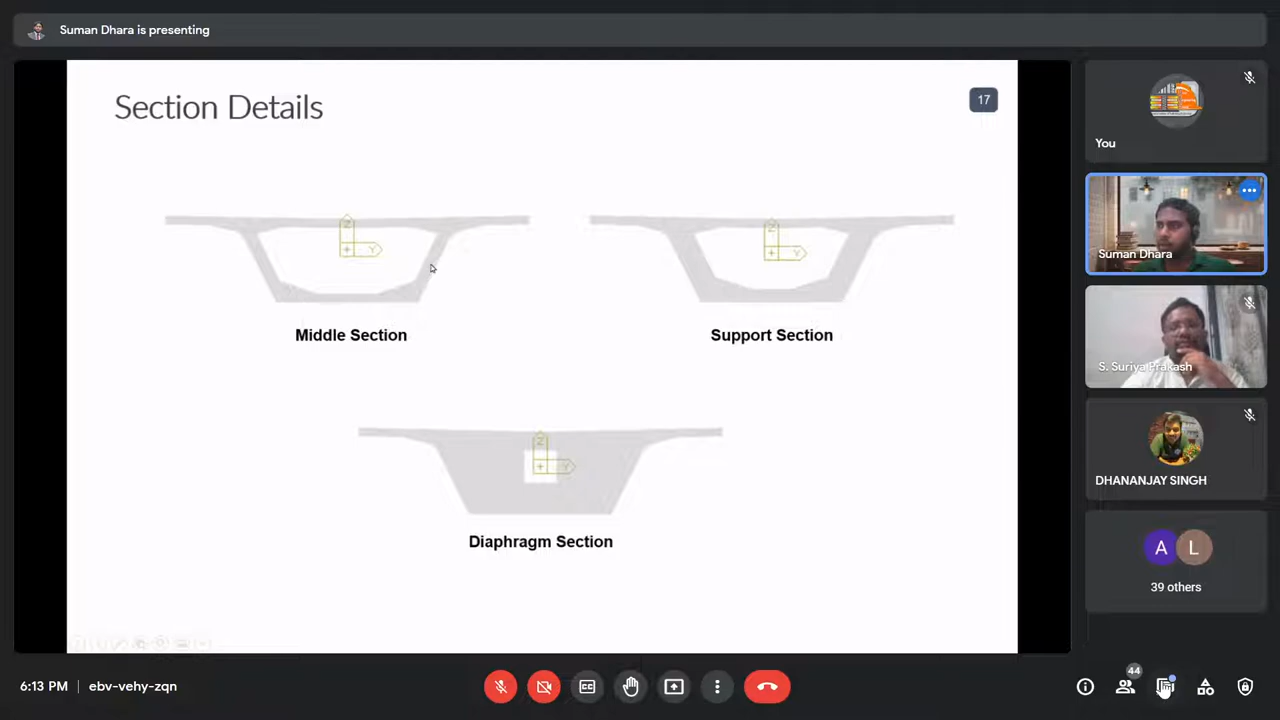 Suman Dhara is presenting
Section Details
17
Z
Y
Z
Y
Middle Section
Support Section
Z
Y
Diaphragm Section
You
Suman Dhara
S. Suriya Prakash
DHANANJAY SINGH
A
L
39 others
6:13 PM | ebv-vehy-zqn
44